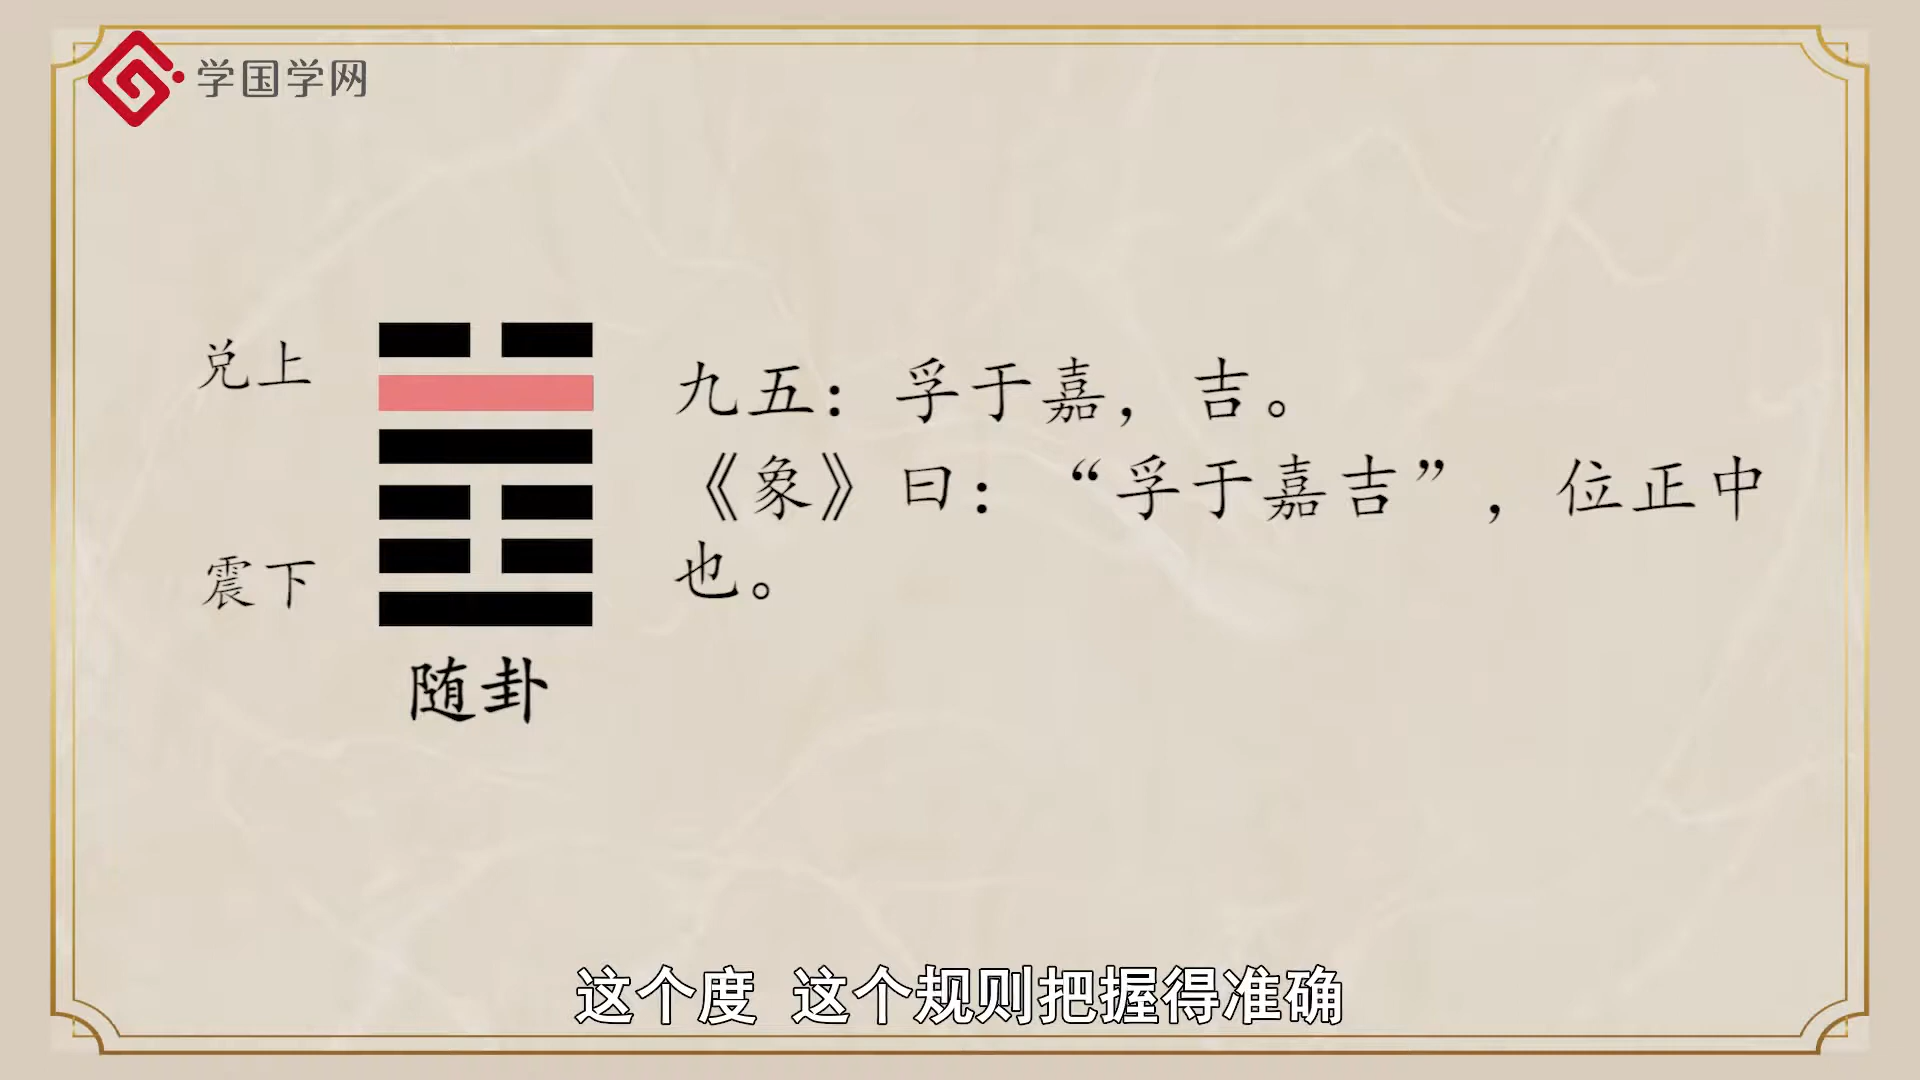 学国学网
兑上
震下
随卦
九五：孚于嘉，吉。
《象》曰：“孚于嘉吉”，位正中
也。
这个度 这个规则把握得准确